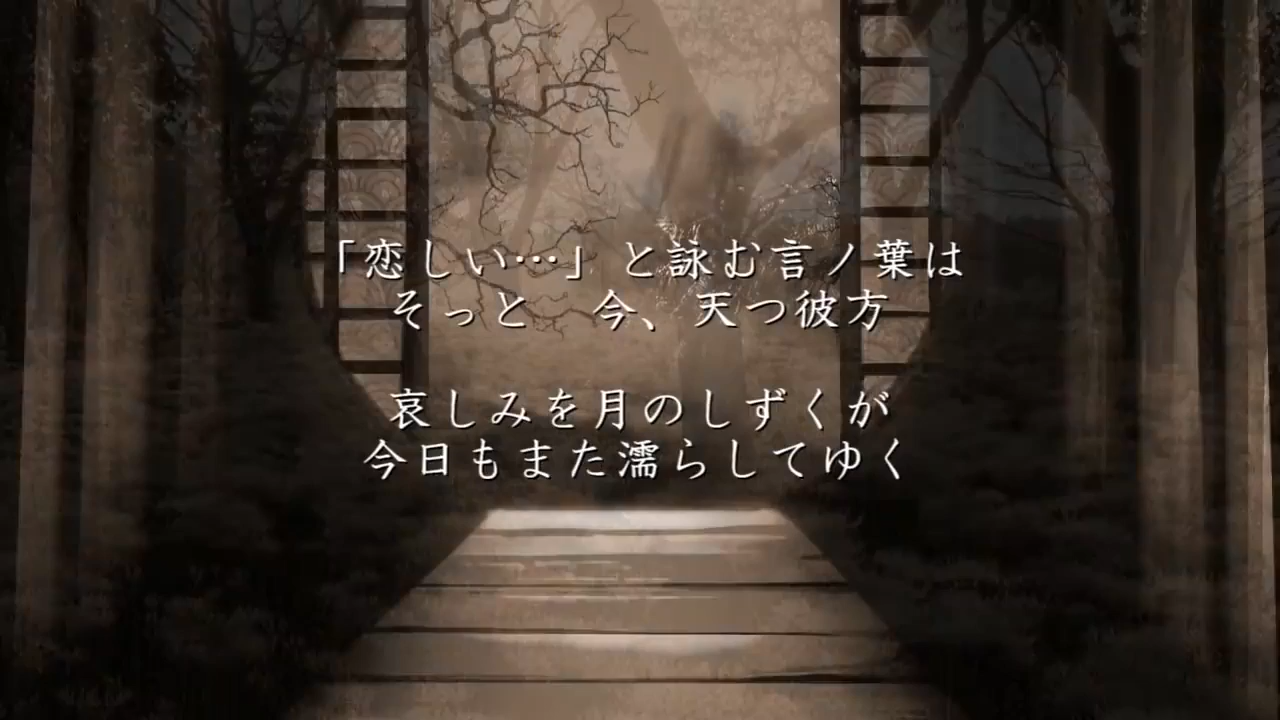 「恋しい…」と詠む言ノ葉は
そっと　今、天つ彼方
哀しみを月のしずくが
今日もまた濡らしてゆく